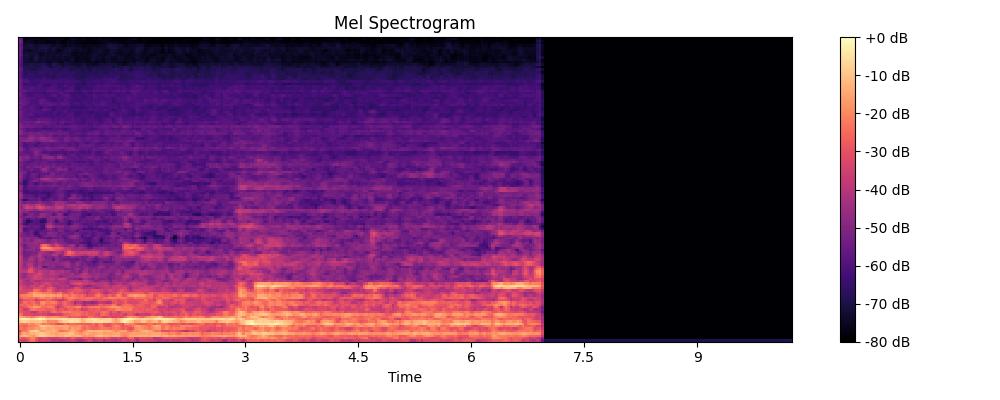 Mel Spectrogram
+0 dB
-10 dB
-20 dB
-30 dB
-40 dB
-50 dB
-60 dB
-70 dB
-80 dB
0 1.5 3 4.5 6 7.5 9
Time